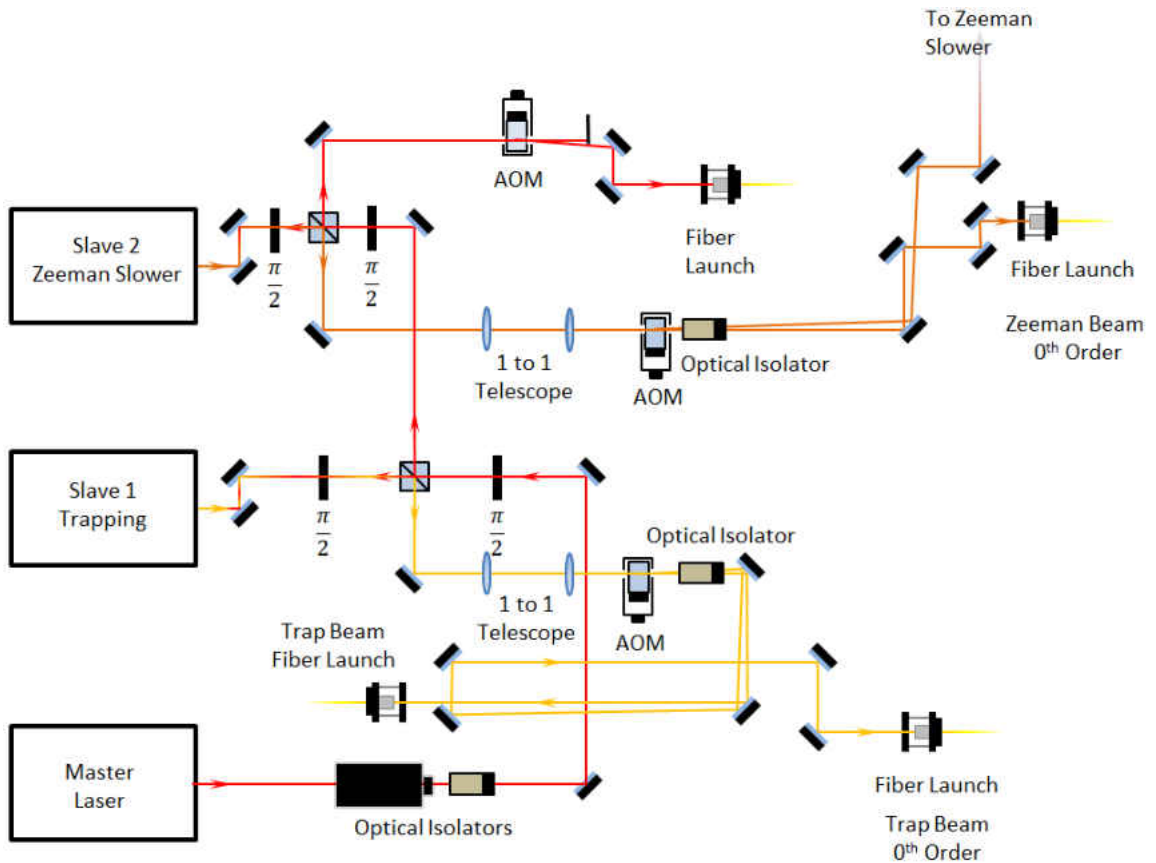 To Zeeman
Slower
AOM
Slave 2
Zeeman Slower
π/2
π/2
Fiber
Launch
Fiber Launch
1 to 1
Telescope
AOM
Optical Isolator
Zeeman Beam
0th Order
Slave 1
Trapping
π/2
π/2
Optical
Isolator
1 to 1
Telescope
AOM
Trap Beam
Fiber Launch
Master
Laser
Optical Isolators
Fiber Launch
Trap Beam
0th Order